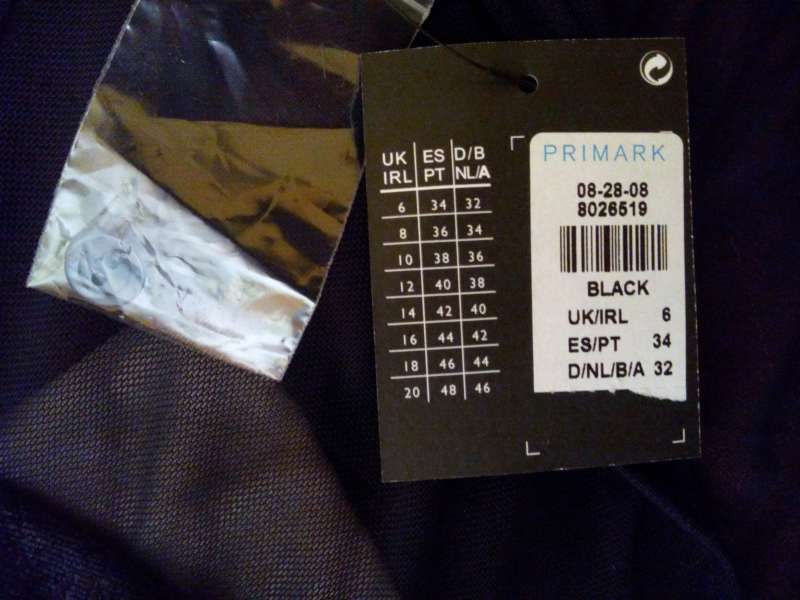 UK ES D/B
IRL PT NL/A
6 34 32
8 36 34
10 38 36
12 40 38
14 42 40
16 44 42
18 46 44
20 48 46
PRIMARK
08-28-08
8026519
BLACK
UK/IRL 6
ES/PT 34
D/NL/B/A 32